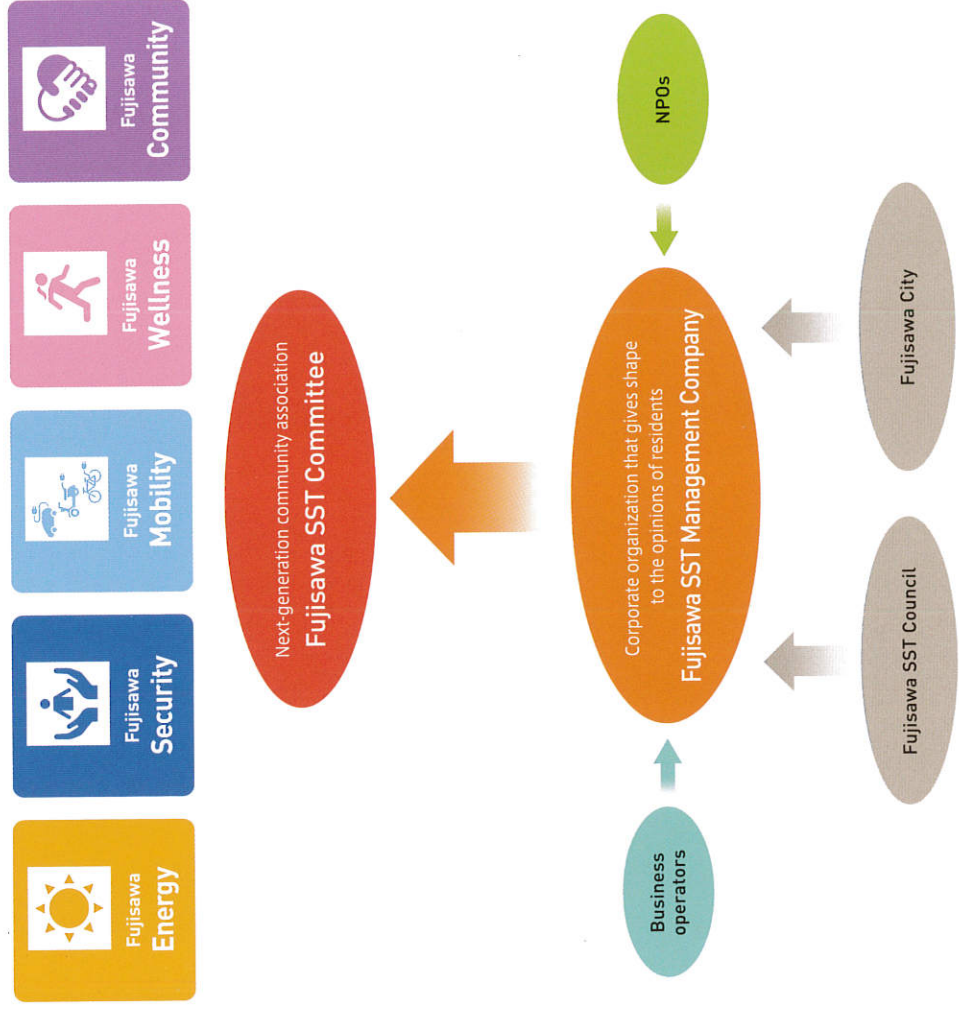 Fujisawa
Energy
Fujisawa
Security
Fujisawa
Mobility
Fujisawa
Wellness
Fujisawa
Community
Next-generation community association
Fujisawa SST Committee
Corporate organization that gives shape
to the opinions of residents
Fujisawa SST Management Company
Business
operators
NPOs
Fujisawa SST Council
Fujisawa City